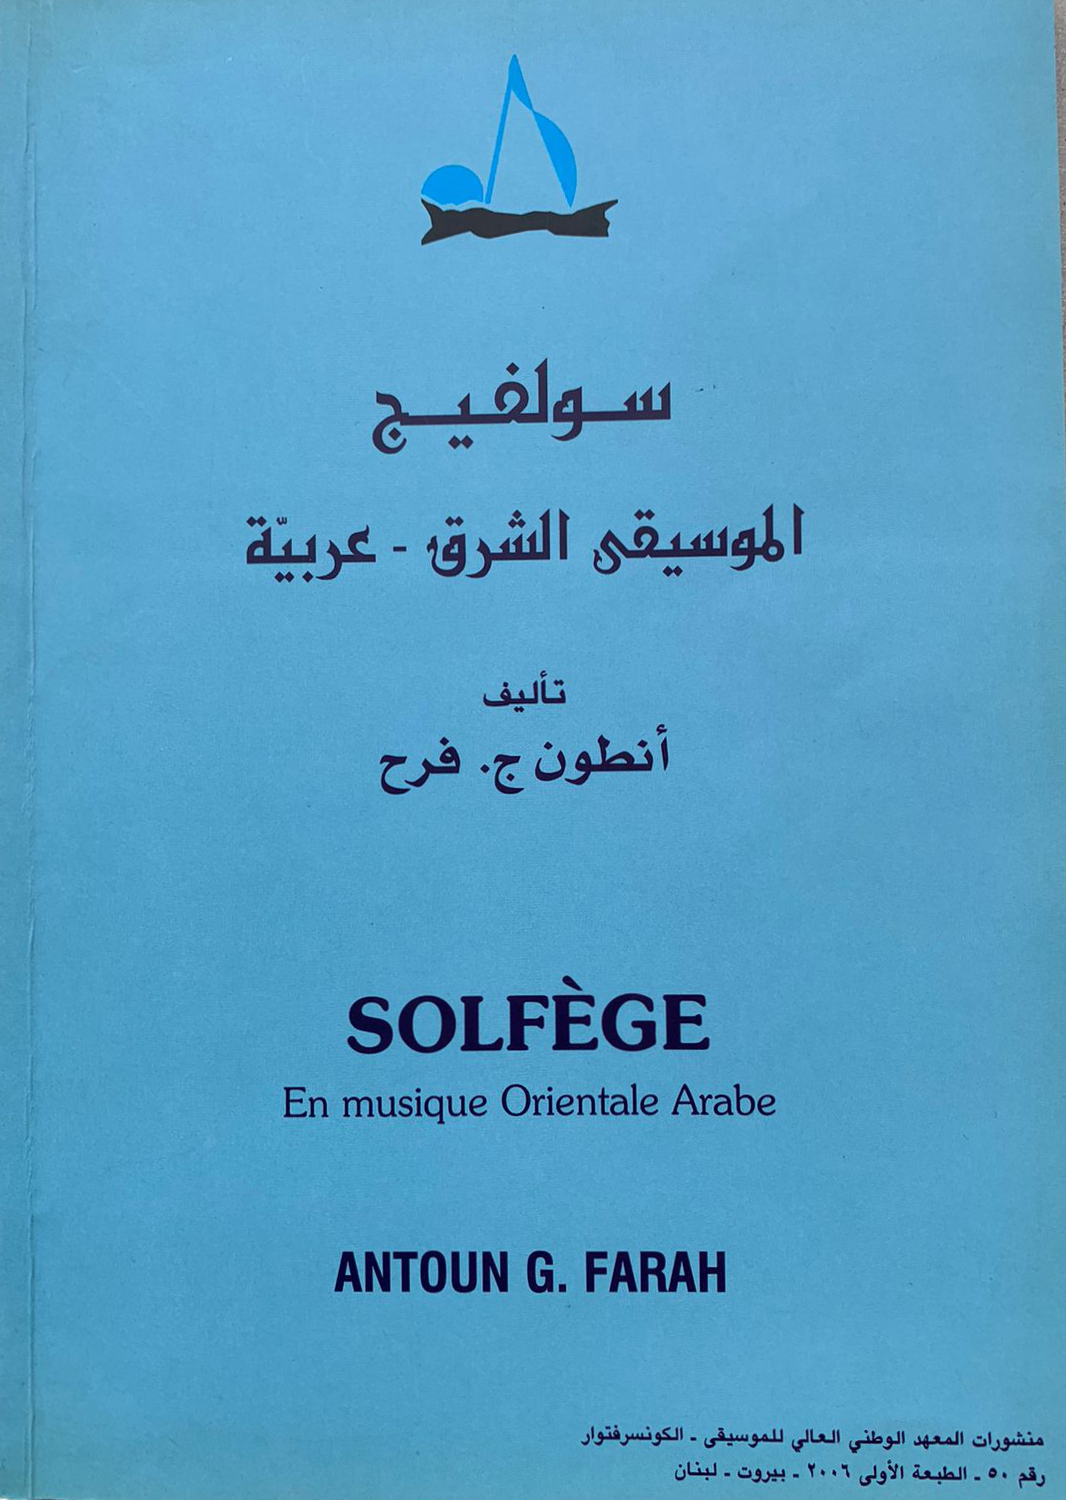 سولفيج
الموسيقى الشرق - عربيّة
تأليف
أنطون ج. فرح
SOLFÈGE
En musique Orientale Arabe
ANTOUN G. FARAH
منشورات المعهد الوطني العالي للموسيقى - الكونسرفتوار
رقم ٥٠ - الطبعة الأولى ٢٠٠٦ - بيروت - لبنان